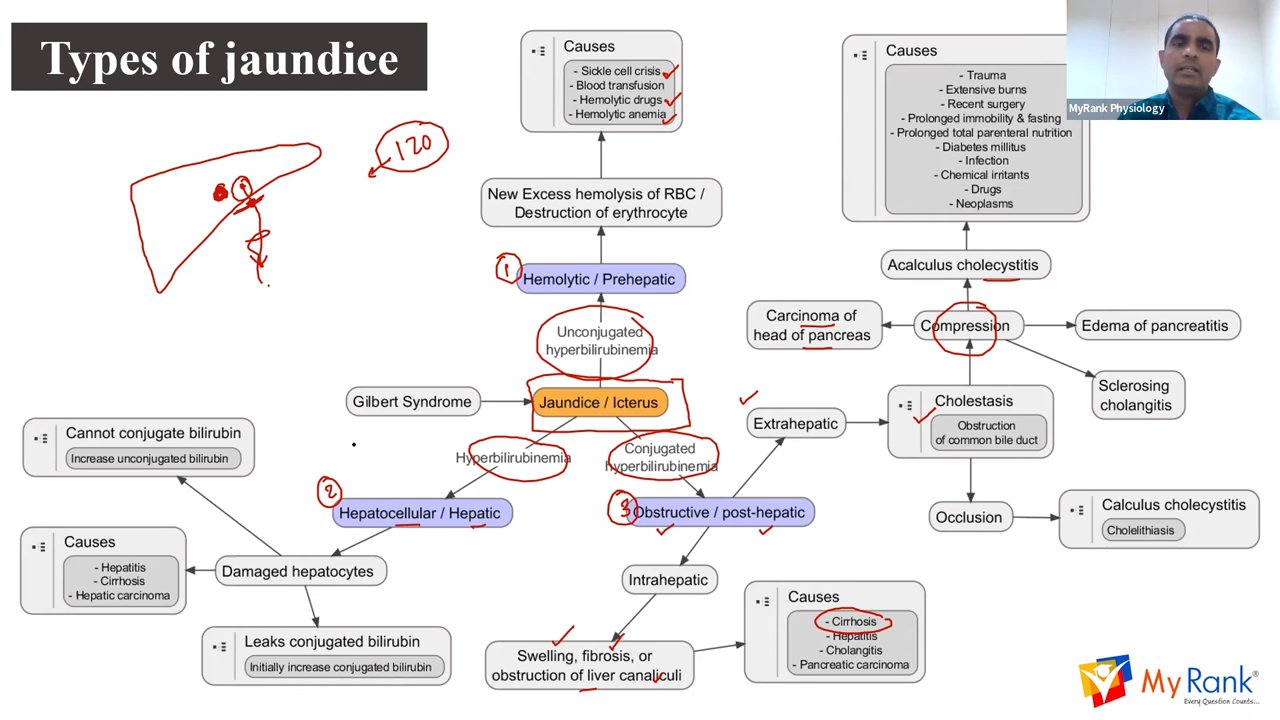 Types of jaundice
120
Causes
- Sickle cell crisis
- Blood transfusion
- Hemolytic drugs
- Hemolytic anemia
New Excess hemolysis of RBC /
Destruction of erythrocyte
1
Hemolytic / Prehepatic
Unconjugated
hyperbilirubinemia
Gilbert Syndrome
Jaundice / Icterus
Hyperbilirubinemia
Conjugated
hyperbilirubinemia
2
Hepatocellular / Hepatic
Cannot conjugate bilirubin
Increase unconjugated bilirubin
Causes
- Hepatitis
- Cirrhosis
- Hepatic carcinoma
Damaged hepatocytes
Leaks conjugated bilirubin
Initially increase conjugated bilirubin
3
Obstructive / post-hepatic
Intrahepatic
Swelling, fibrosis, or
obstruction of liver canaliculi
Causes
- Cirrhosis
- Hepatitis
- Cholangitis
- Pancreatic carcinoma
Extrahepatic
Cholestasis
Obstruction
of common bile duct
Occlusion
Calculus cholecystitis
Cholelithiasis
Compression
Carcinoma of
head of pancreas
Edema of pancreatitis
Sclerosing
cholangitis
Acalculus cholecystitis
Causes
- Trauma
- Extensive burns
- Recent surgery
- Prolonged immobility & fasting
- Prolonged total parenteral nutrition
- Diabetes millitus
- Infection
- Chemical irritants
- Drugs
- Neoplasms
MyRank Physiology
My Rank®
Every Question Counts...